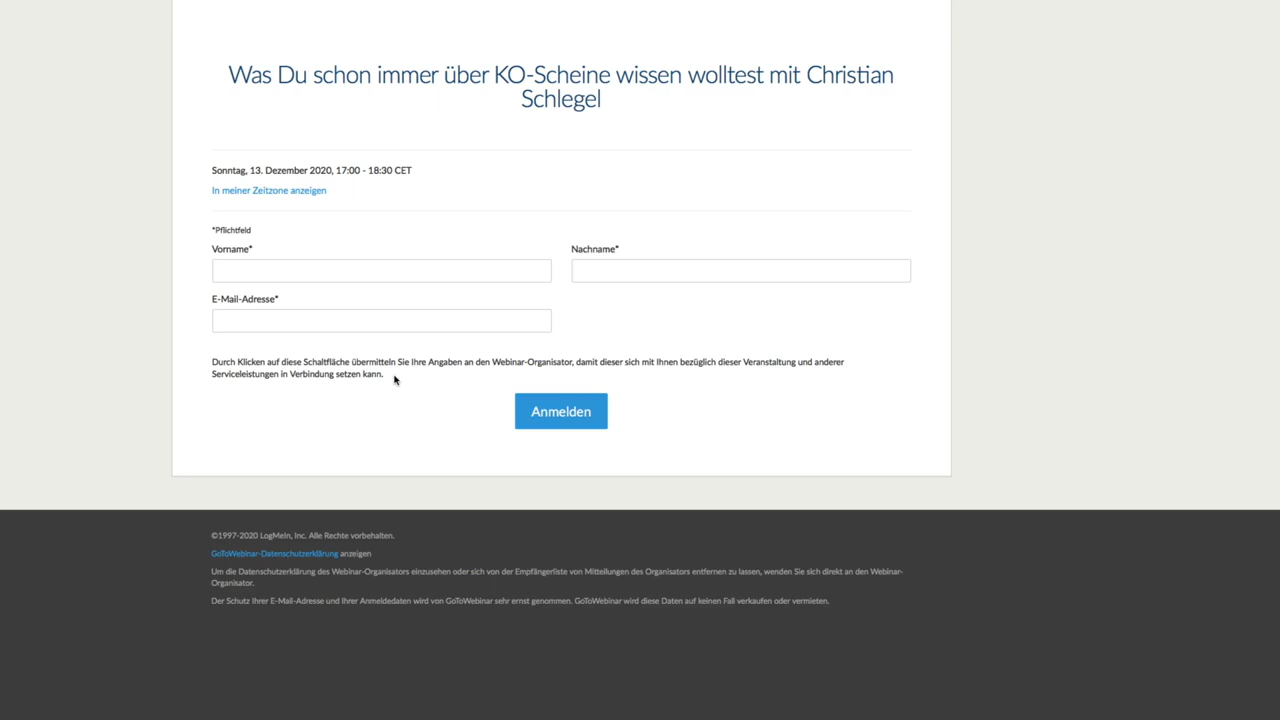 Was Du schon immer über KO-Scheine wissen wolltest mit Christian
Schlegel
Sonntag, 13. Dezember 2020, 17:00 - 18:30 CET
In meiner Zeitzone anzeigen
*Pflichtfeld
Vorname*
Nachname*
E-Mail-Adresse*
Durch Klicken auf diese Schaltfläche übermitteln Sie Ihre Angaben an den Webinar-Organisator, damit dieser sich mit Ihnen bezüglich dieser Veranstaltung und anderer
Serviceleistungen in Verbindung setzen kann.
Anmelden
©1997-2020 LogMeIn, Inc. Alle Rechte vorbehalten.
GoToWebinar-Datenschutzerklärung anzeigen
Um die Datenschutzerklärung des Webinar-Organisators einzusehen oder sich von der Empfängerliste von Mitteilungen des Organisators entfernen zu lassen, wenden Sie sich direkt an den Webinar-
Organisator.
Der Schutz Ihrer E-Mail-Adresse und Ihrer Anmeldedaten wird von GoToWebinar sehr ernst genommen. GoToWebinar wird diese Daten auf keinen Fall verkaufen oder vermieten.